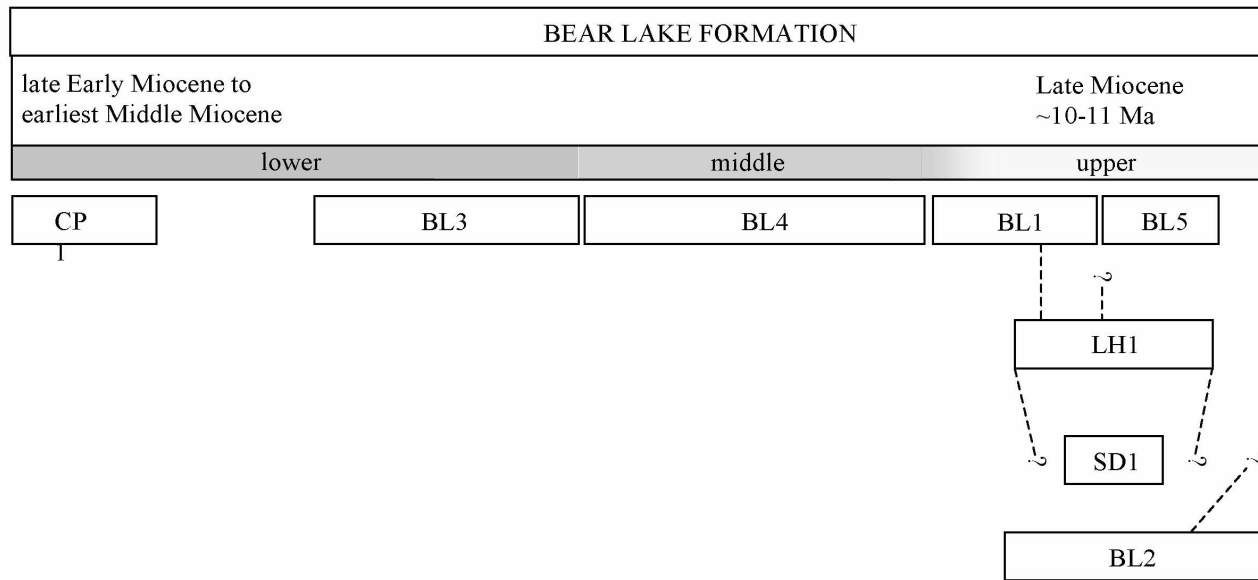 BEAR LAKE FORMATION
late Early Miocene to
earliest Middle Miocene
Late Miocene
~10-11 Ma
lower
middle
upper
CP
1
BL3
BL4
BL1
BL5
?
LH1
?
SD1
?
?
BL2